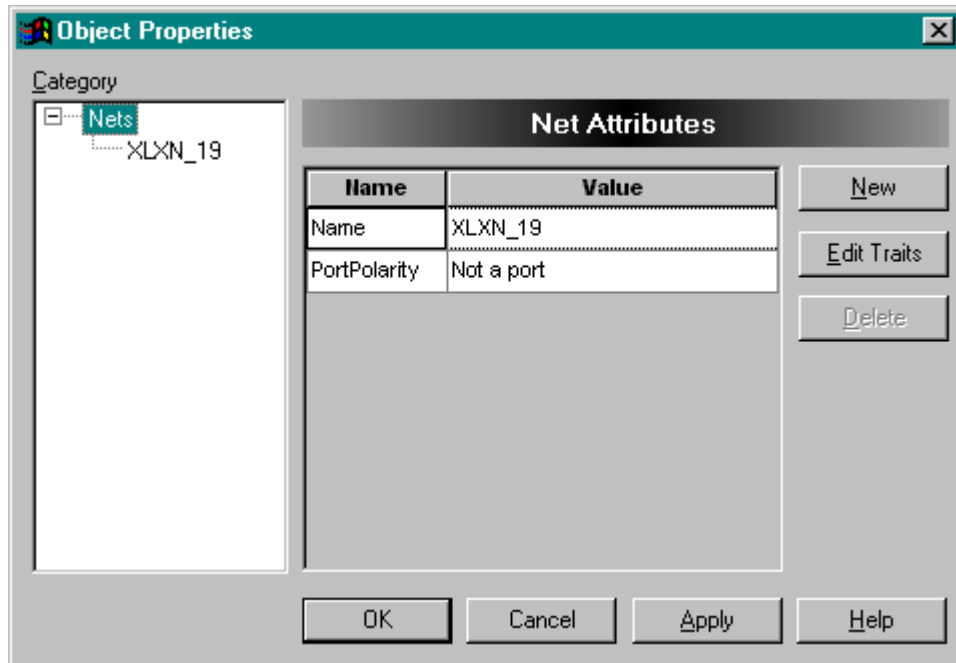 Object Properties
Category
Nets
XLXN_19
Net Attributes
Name Value
Name XLXN_19
PortPolarity Not a port
New
Edit Traits
Delete
OK Cancel Apply Help